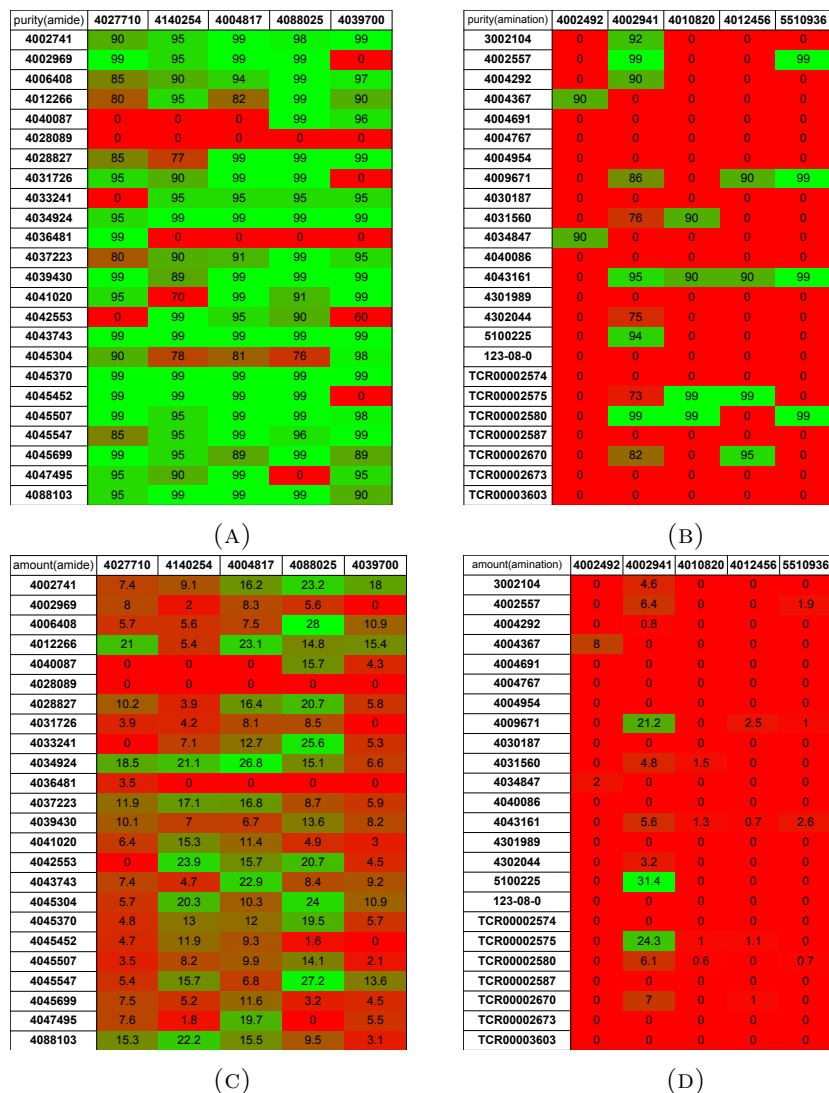 purity(amide) 4027710 4140254 4004817 4088025 4039700
4002741 90 95 99 98 99
4002969 99 95 99 99 0
4006408 85 90 94 99 97
4012266 80 95 82 99 90
4040087 0 0 0 99 96
4028089 0 0 0 0 0
4028827 85 77 99 99 99
4031726 95 90 99 99 0
4033241 0 95 95 95 95
4034924 95 99 99 99 99
4036481 99 0 0 0 0
4037223 80 90 91 99 95
4039430 99 89 99 99 99
4041020 95 70 99 91 99
4042553 0 99 95 90 60
4043743 99 99 99 99 99
4045304 90 78 81 76 98
4045370 99 99 99 99 99
4045452 99 99 99 99 0
4045507 99 95 99 99 98
4045547 85 95 99 96 99
4045699 99 95 89 99 89
4047495 95 90 99 0 95
4088103 95 99 99 99 90
(A)
purity(amination) 4002492 4002941 4010820 4012456 5510936
3002104 0 92 0 0 0
4002557 0 99 0 0 99
4004292 0 90 0 0 0
4004367 90 0 0 0 0
4004691 0 0 0 0 0
4004767 0 0 0 0 0
4004954 0 0 0 0 0
4009671 0 86 0 90 99
4030187 0 0 0 0 0
4031560 0 76 90 0 0
4034847 90 0 0 0 0
4040086 0 0 0 0 0
4043161 0 95 90 90 99
4301989 0 0 0 0 0
4302044 0 75 0 0 0
5100225 0 94 0 0 0
123-08-0 0 0 0 0 0
TCR00002574 0 0 0 0 0
TCR00002575 0 73 99 99 0
TCR00002580 0 99 99 0 99
TCR00002587 0 0 0 0 0
TCR00002670 0 82 0 95 0
TCR00002673 0 0 0 0 0
TCR00003603 0 0 0 0 0
(B)
amount(amide) 4027710 4140254 4004817 4088025 4039700
4002741 7.4 9.1 16.2 23.2 18
4002969 8 2 8.3 5.6 0
4006408 5.7 5.6 7.5 28 10.9
4012266 21 5.4 23.1 14.8 15.4
4040087 0 0 0 15.7 4.3
4028089 0 0 0 0 0
4028827 10.2 3.9 16.4 20.7 5.8
4031726 3.9 4.2 8.1 8.5 0
4033241 0 7.1 12.7 25.6 5.3
4034924 18.5 21.1 26.8 15.1 6.6
4036481 3.5 0 0 0 0
4037223 11.9 17.1 16.8 8.7 5.9
4039430 10.1 7 6.7 13.6 8.2
4041020 6.4 15.3 11.4 4.9 3
4042553 0 23.9 15.7 20.7 4.5
4043743 7.4 4.7 22.9 8.4 9.2
4045304 5.7 20.3 10.3 24 10.9
4045370 4.8 13 12 19.5 5.7
4045452 4.7 11.9 9.3 1.6 0
4045507 3.5 8.2 9.9 14.1 2.1
4045547 5.4 15.7 6.8 27.2 13.6
4045699 7.5 5.2 11.6 3.2 4.5
4047495 7.6 1.8 19.7 0 5.5
4088103 15.3 22.2 15.5 9.5 3.1
(C)
amount(amination) 4002492 4002941 4010820 4012456 5510936
3002104 0 4.6 0 0 0
4002557 0 6.4 0 0 1.9
4004292 0 0.8 0 0 0
4004367 8 0 0 0 0
4004691 0 0 0 0 0
4004767 0 0 0 0 0
4004954 0 0 0 0 0
4009671 0 21.2 0 2.5 1
4030187 0 0 0 0 0
4031560 0 4.8 1.5 0 0
4034847 2 0 0 0 0
4040086 0 0 0 0 0
4043161 0 5.6 1.3 0.7 2.6
4301989 0 0 0 0 0
4302044 0 3.2 0 0 0
5100225 0 31.4 0 0 0
123-08-0 0 0 0 0 0
TCR00002574 0 0 0 0 0
TCR00002575 0 24.3 1 1.1 0
TCR00002580 0 6.1 0.6 0 0.7
TCR00002587 0 0 0 0 0
TCR00002670 0 7 0 1 0
TCR00002673 0 0 0 0 0
TCR00003603 0 0 0 0 0
(D)